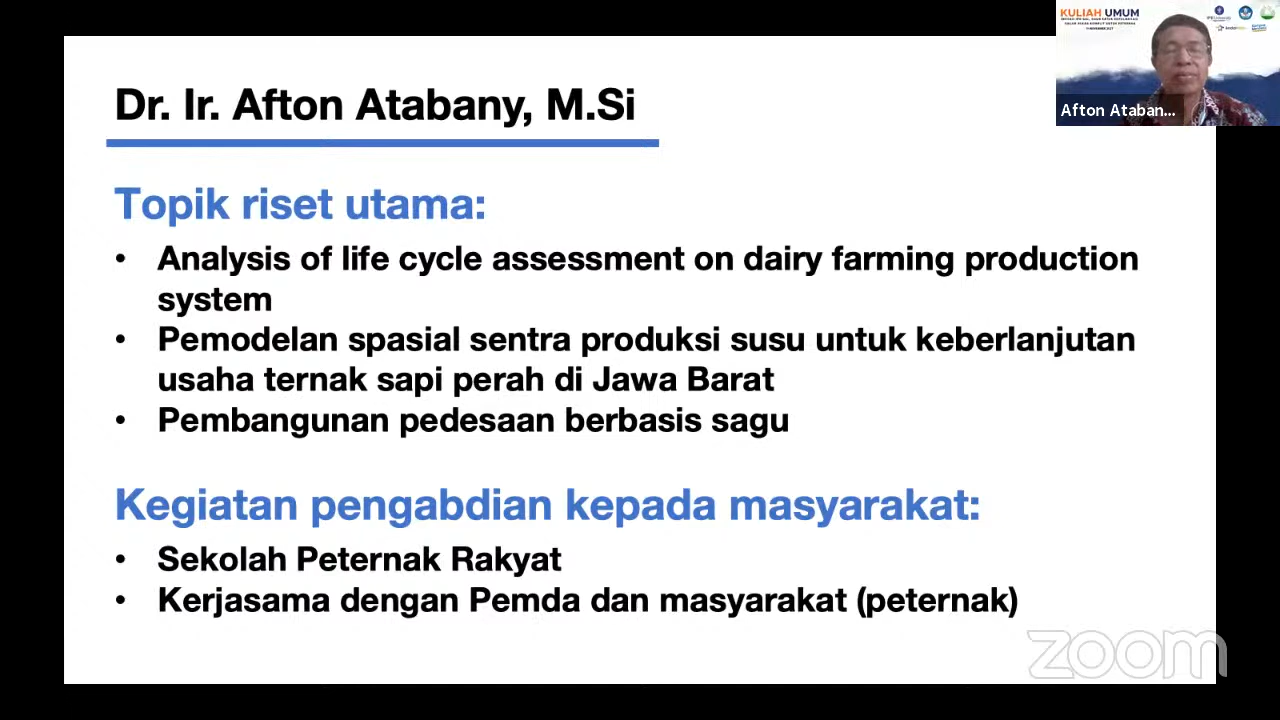 KULIAH UMUM
Afton Ataban...
Dr. Ir. Afton Atabany, M.Si
Topik riset utama:
• Analysis of life cycle assessment on dairy farming production
system
• Pemodelan spasial sentra produksi susu untuk keberlanjutan
usaha ternak sapi perah di Jawa Barat
• Pembangunan pedesaan berbasis sagu
Kegiatan pengabdian kepada masyarakat:
• Sekolah Peternak Rakyat
• Kerjasama dengan Pemda dan masyarakat (peternak)
zoom